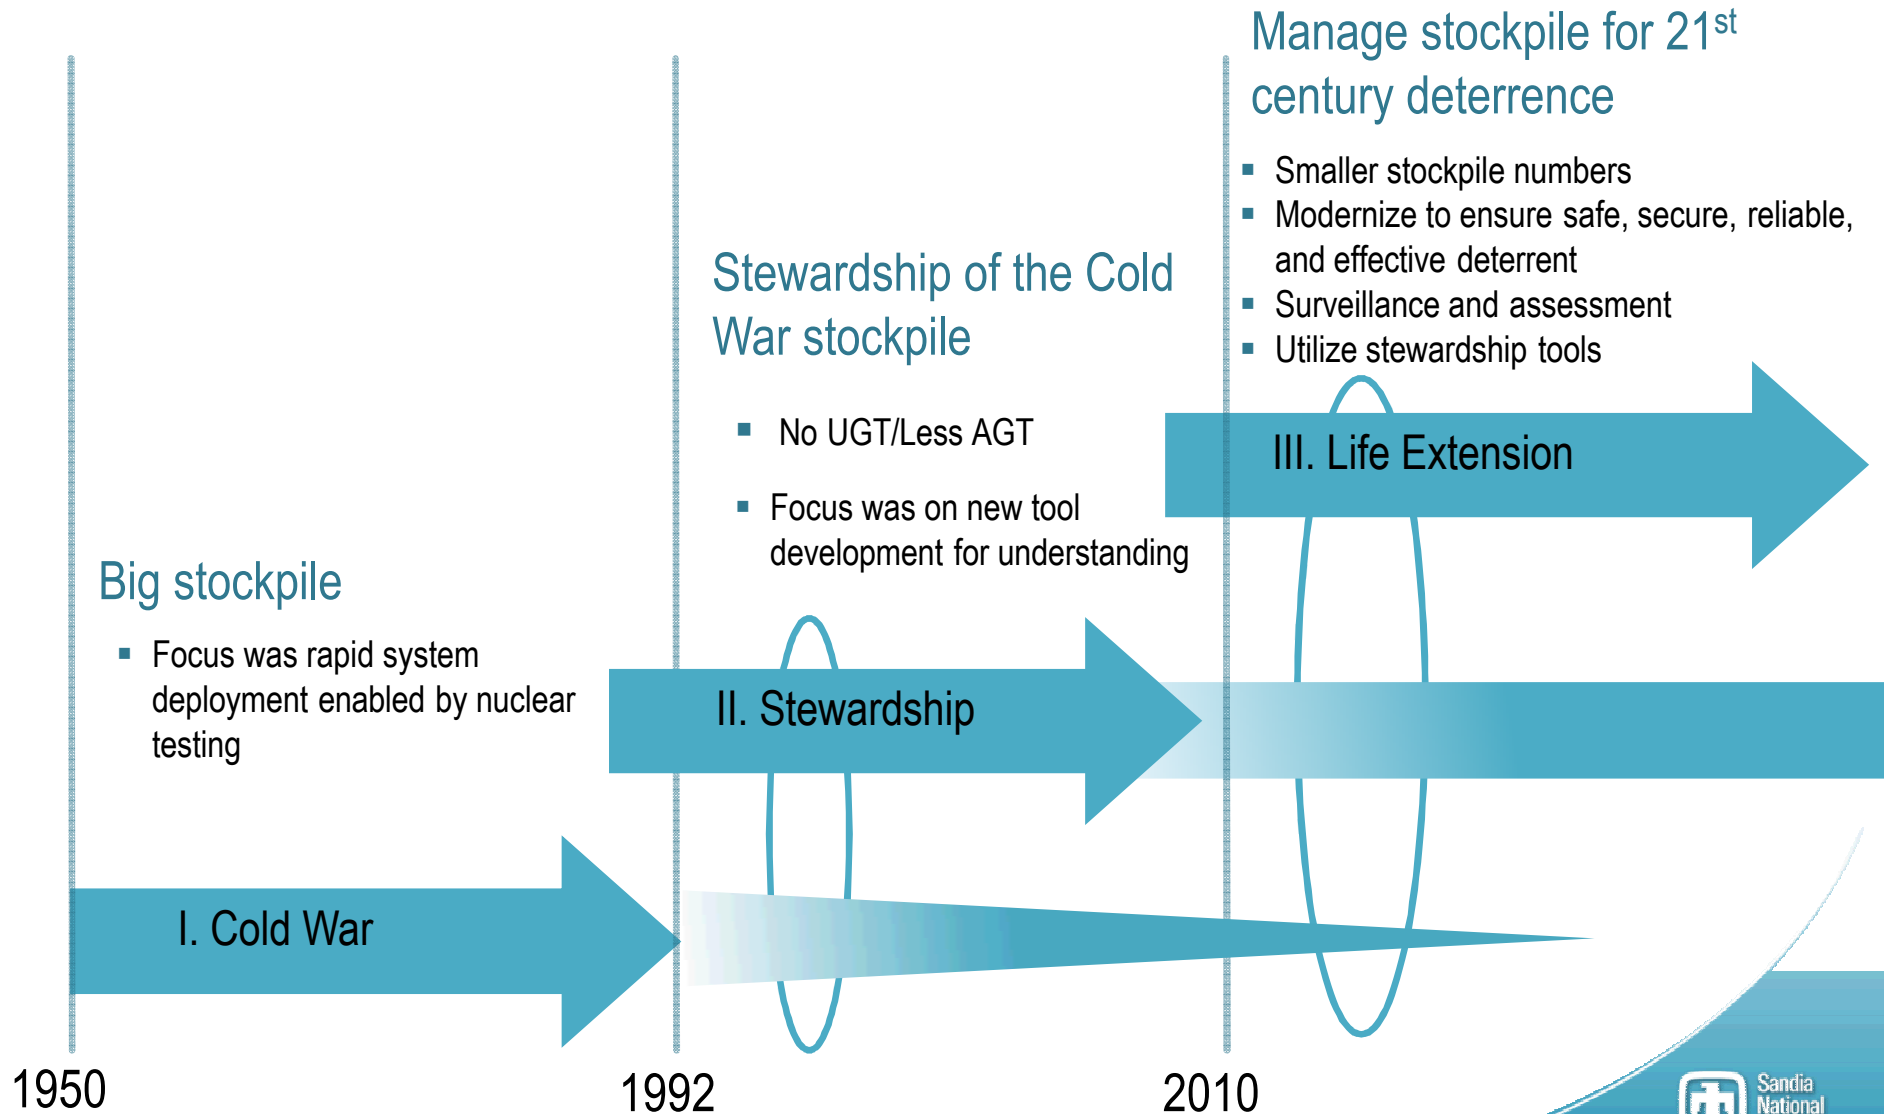 Manage stockpile for 21st
century deterrence
▪ Smaller stockpile numbers
▪ Modernize to ensure safe, secure, reliable,
and effective deterrent
▪ Surveillance and assessment
▪ Utilize stewardship tools
III. Life Extension
Stewardship of the Cold
War stockpile
▪ No UGT/Less AGT
▪ Focus was on new tool
development for understanding
II. Stewardship
Big stockpile
▪ Focus was rapid system
deployment enabled by nuclear
testing
I. Cold War
1950
1992
2010
Sandia
National